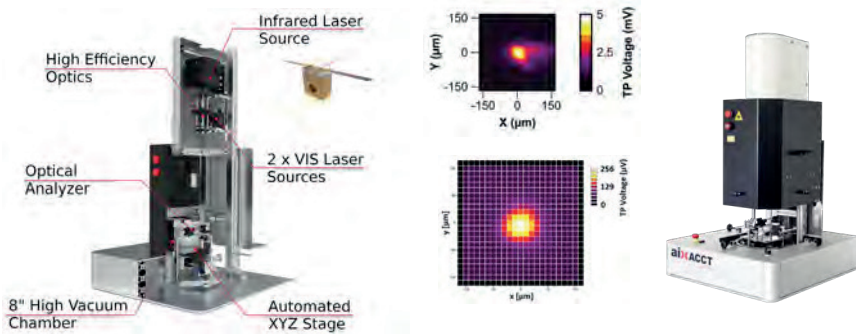 Infrared Laser
Source
High Efficiency
Optics
Optical
Analyzer
2 x VIS Laser
Sources
8" High Vacuum
Chamber
Automated
XYZ Stage
150
0
-150
Y (µm)
-150
0
150
X (µm)
5
2.5
0
TP Voltage (mV)
Y [µm]
x [µm]
256
129
0
TP Voltage (µV)
aixACCT